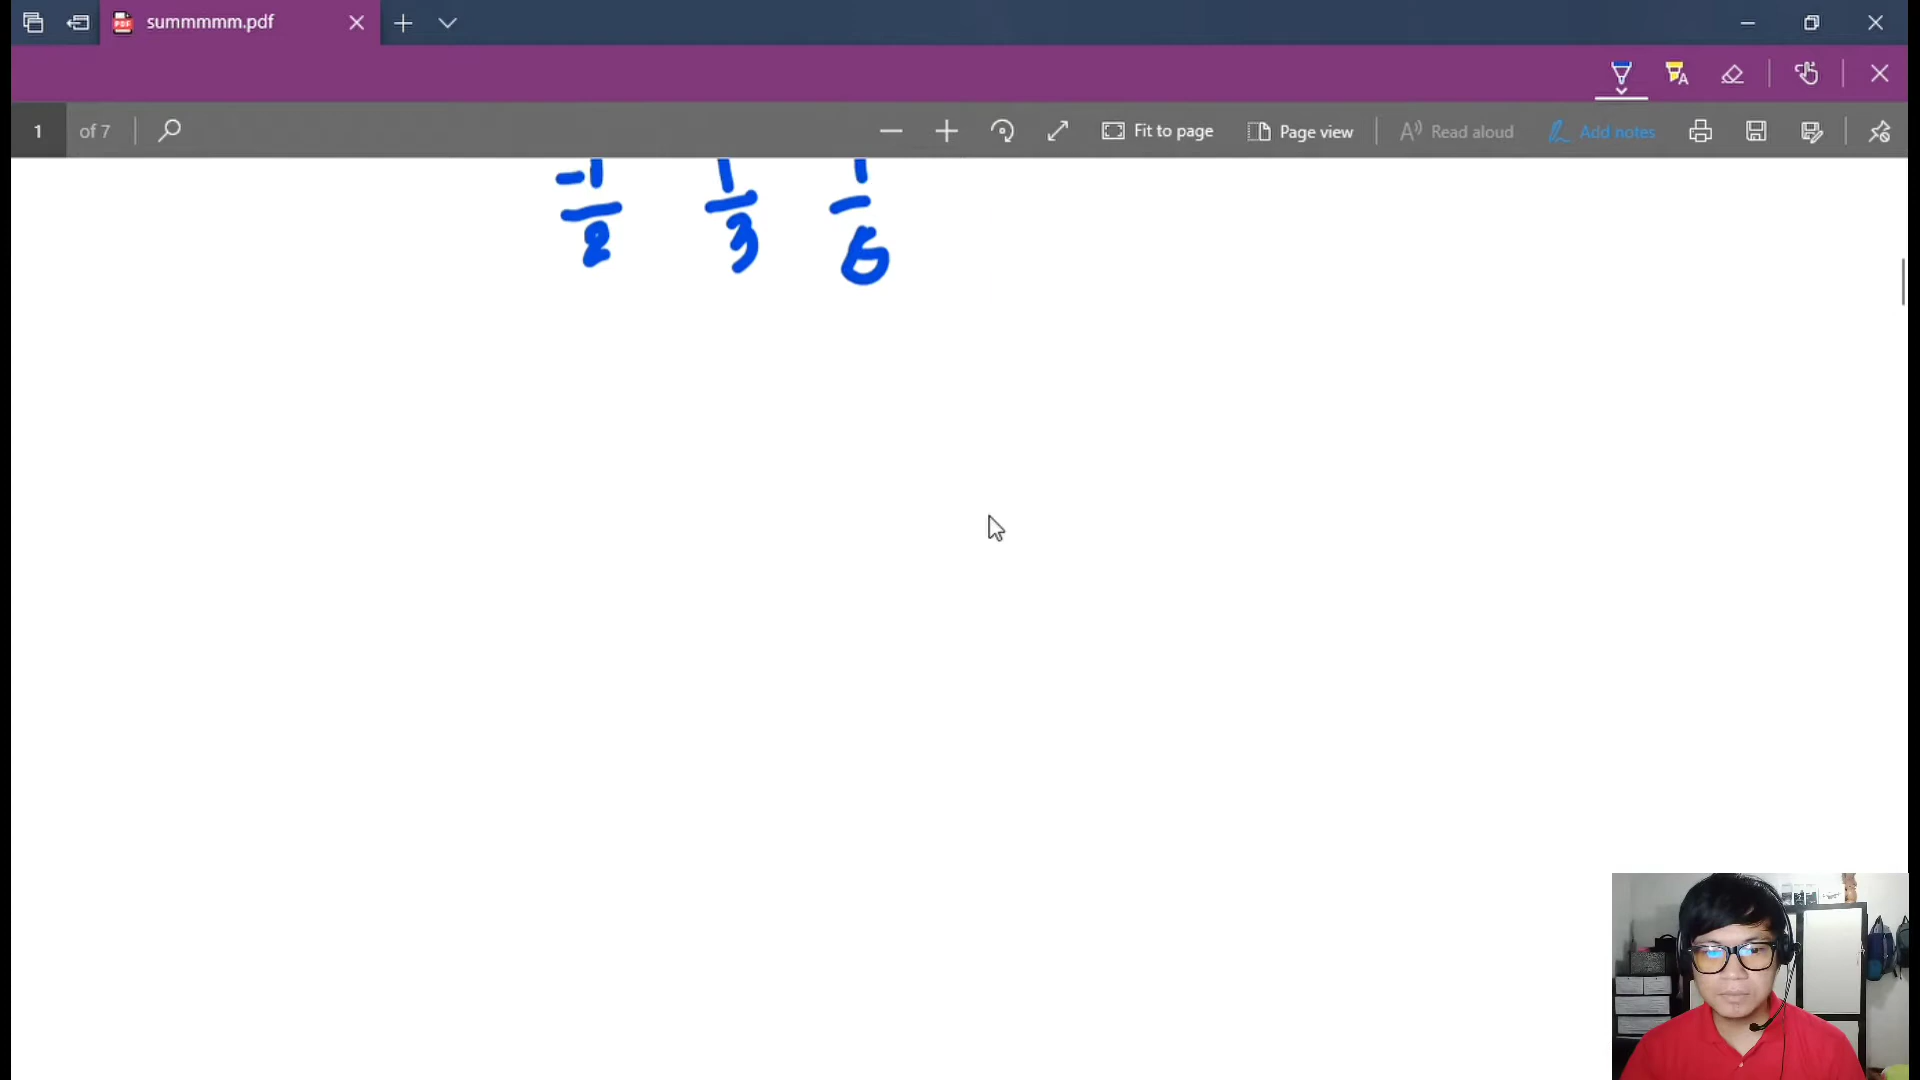 summmmm.pdf
1 of 7 Fit to page Page view Read aloud Add notes
-1 1 1
2 3 6